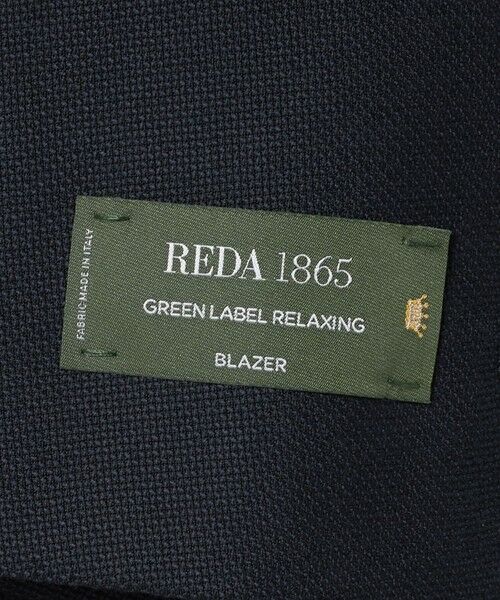 REDA 1865
GREEN LABEL RELAXING
BLAZER
FABRIC MADE IN ITALY